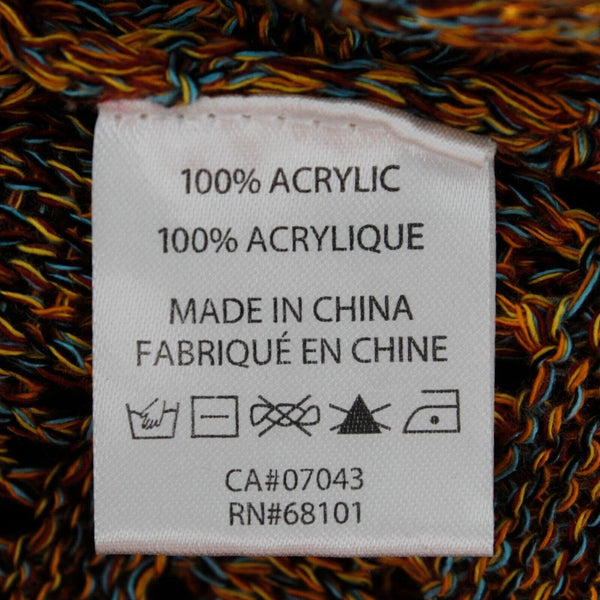 100% ACRYLIC
100% ACRYLIQUE
MADE IN CHINA
FABRIQUÉ EN CHINE
CA#07043
RN#68101